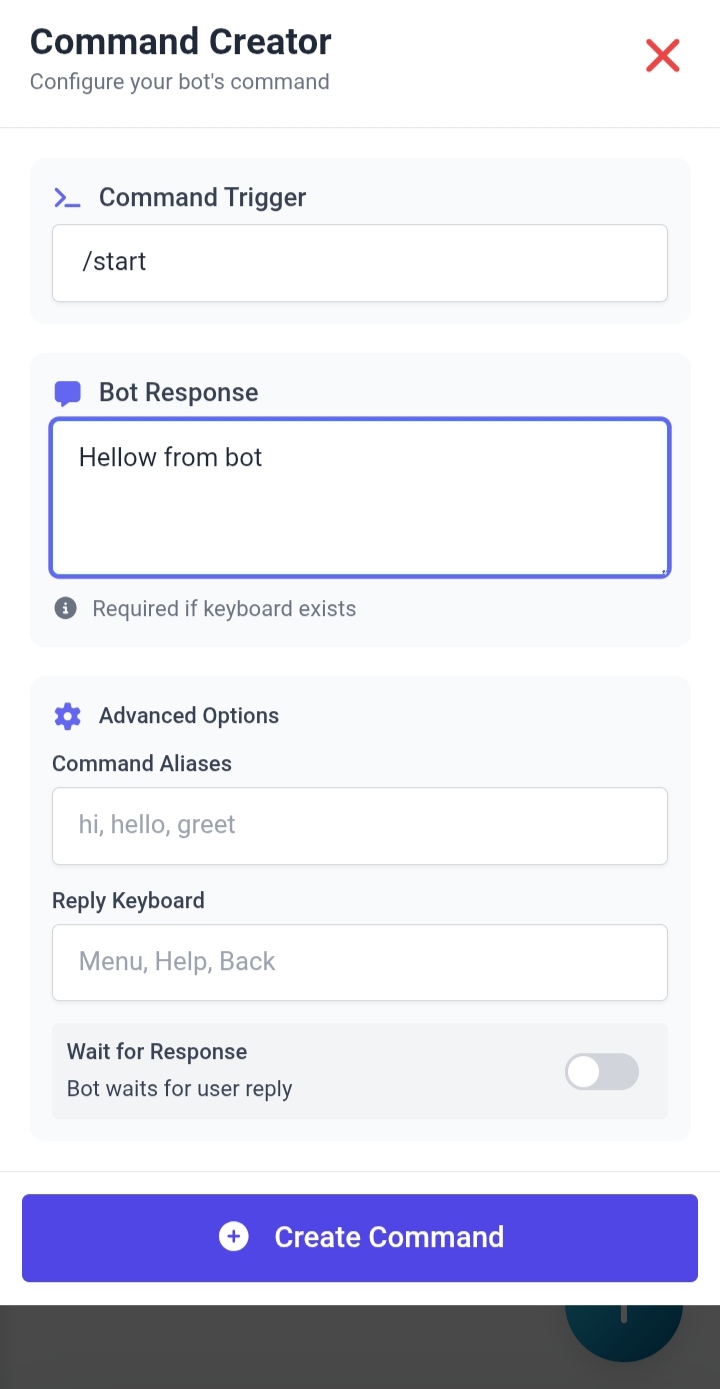 Command Creator
Configure your bot's command
Command Trigger
/start
Bot Response
Hellow from bot
Required if keyboard exists
Advanced Options
Command Aliases
hi, hello, greet
Reply Keyboard
Menu, Help, Back
Wait for Response
Bot waits for user reply
Create Command